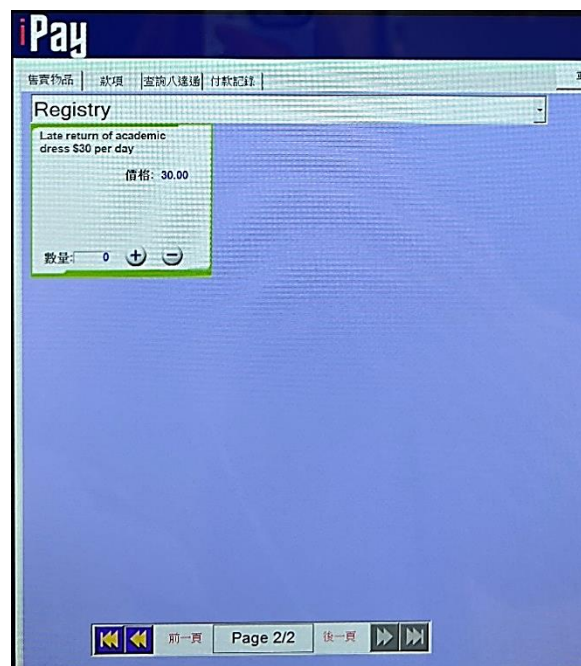 iPay
售賣物品 款項 查詢八達通 付款記錄
Registry
Late return of academic
dress $30 per day
價格: 30.00
數量: 0
前一頁 Page 2/2 後一頁